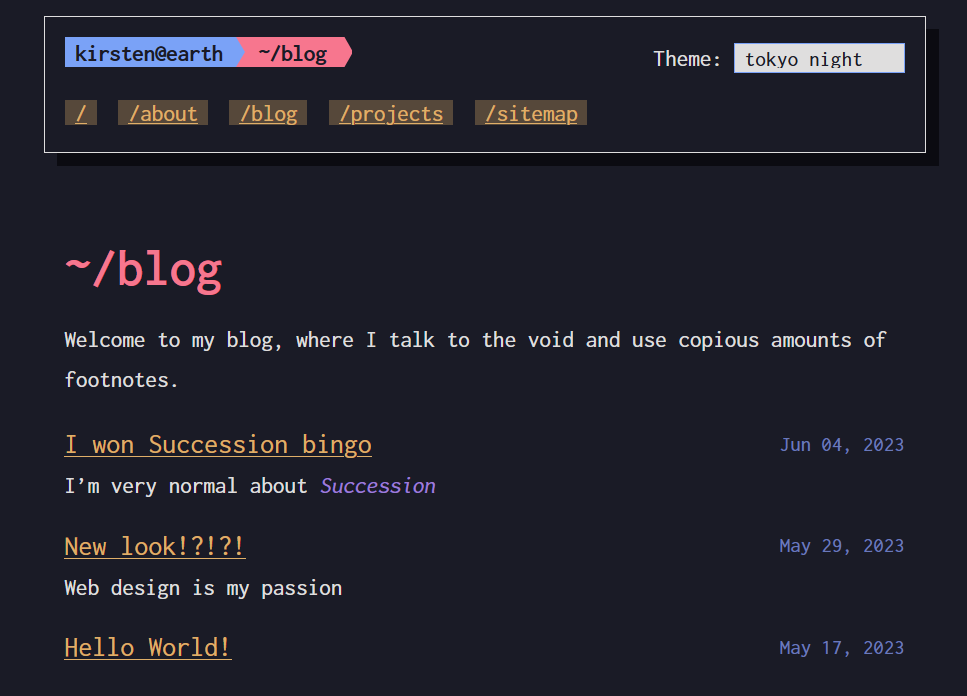 kirsten@earth ~/blog
Theme: tokyo night
/ /about /blog /projects /sitemap
~/blog
Welcome to my blog, where I talk to the void and use copious amounts of
footnotes.
I won Succession bingo Jun 04, 2023
I’m very normal about Succession
New look!?!?! May 29, 2023
Web design is my passion
Hello World! May 17, 2023